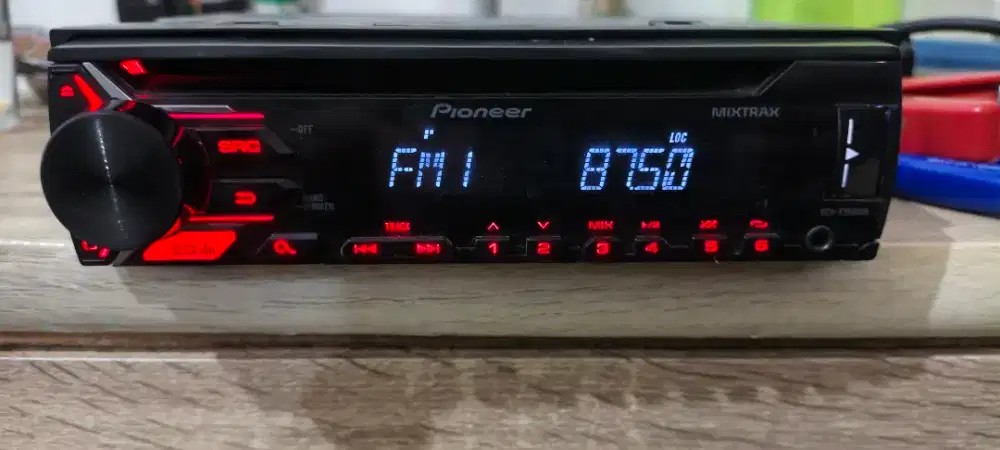 Pioneer
MIXTRAX
OFF
SRC
LOC
FM1 8750
TRACK
MIX
1 2 3 4 5 6